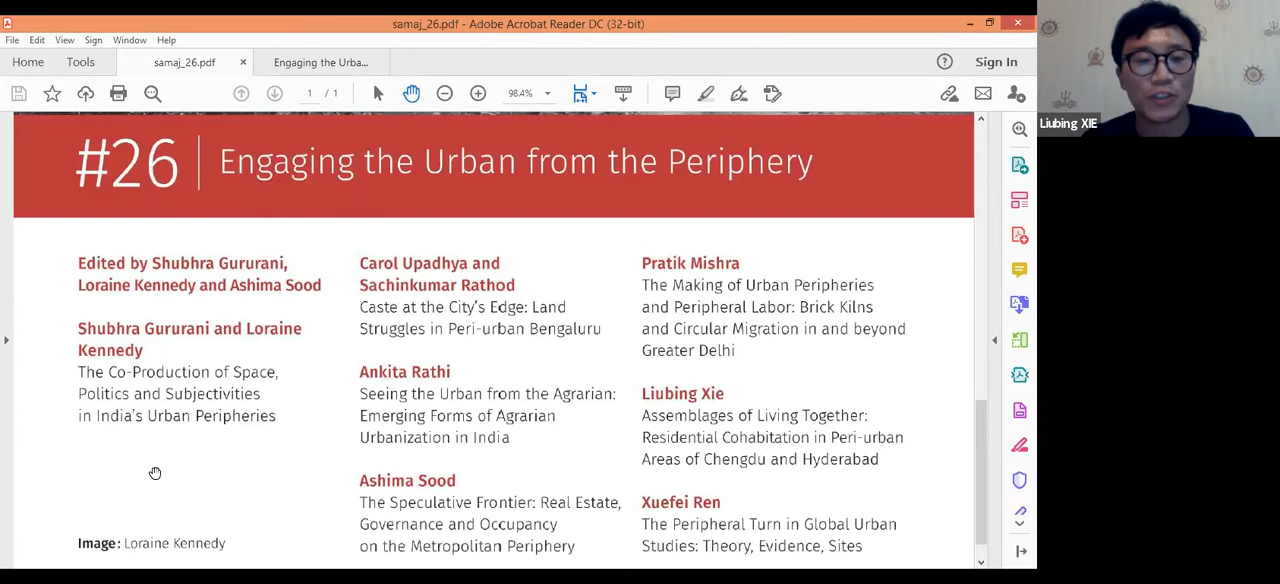 samaj_26.pdf - Adobe Acrobat Reader DC (32-bit)
File Edit View Sign Window Help
Home Tools samaj_26.pdf × Engaging the Urba... ? Sign In
1 / 1 98.4%
Liubing XIE
#26 Engaging the Urban from the Periphery
Edited by Shubhra Gururani,
Loraine Kennedy and Ashima Sood
Shubhra Gururani and Loraine
Kennedy
The Co-Production of Space,
Politics and Subjectivities
in India's Urban Peripheries
Image: Loraine Kennedy
Carol Upadhya and
Sachinkumar Rathod
Caste at the City's Edge: Land
Struggles in Peri-urban Bengaluru
Ankita Rathi
Seeing the Urban from the Agrarian:
Emerging Forms of Agrarian
Urbanization in India
Ashima Sood
The Speculative Frontier: Real Estate,
Governance and Occupancy
on the Metropolitan Periphery
Pratik Mishra
The Making of Urban Peripheries
and Peripheral Labor: Brick Kilns
and Circular Migration in and beyond
Greater Delhi
Liubing Xie
Assemblages of Living Together:
Residential Cohabitation in Peri-urban
Areas of Chengdu and Hyderabad
Xuefei Ren
The Peripheral Turn in Global Urban
Studies: Theory, Evidence, Sites